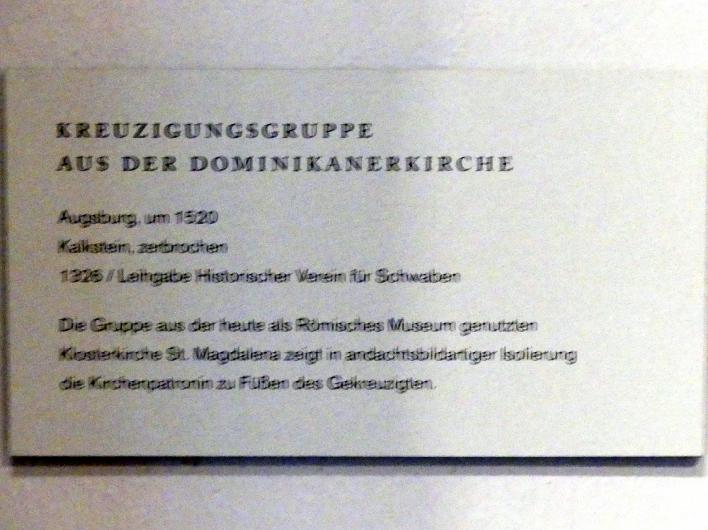 KREUZIGUNGSGRUPPE
AUS DER DOMINIKANERKIRCHE
Augsburg, um 1520
Kalkstein, zerbrochen
1326 / Leihgabe Historischer Verein für Schwaben
Die Gruppe aus der heute als Römisches Museum genutzten
Klosterkirche St. Magdalena zeigt in andachtsbildartiger Isolierung
die Kirchenpatronin zu Füßen des Gekreuzigten.